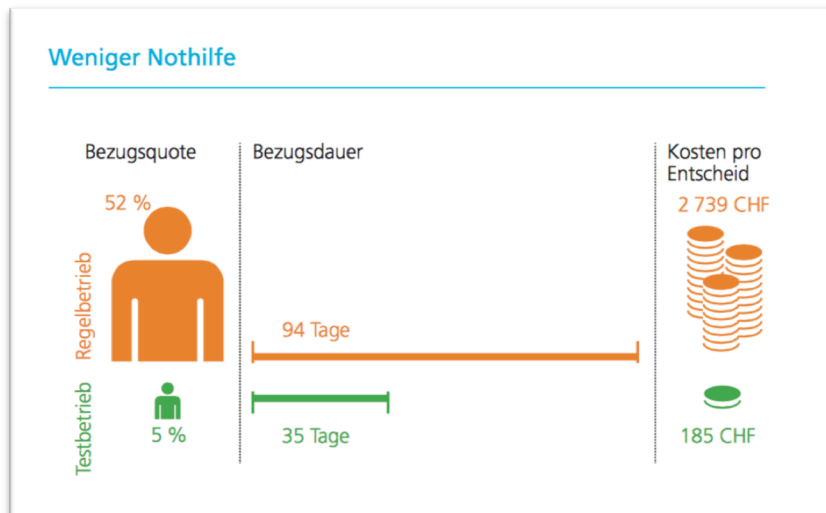 Weniger Nothilfe
Bezugsquote
Bezugsdauer
Kosten pro
Entscheid
52 %
2 739 CHF
Regelbetrieb
94 Tage
Testbetrieb
5 %
35 Tage
185 CHF